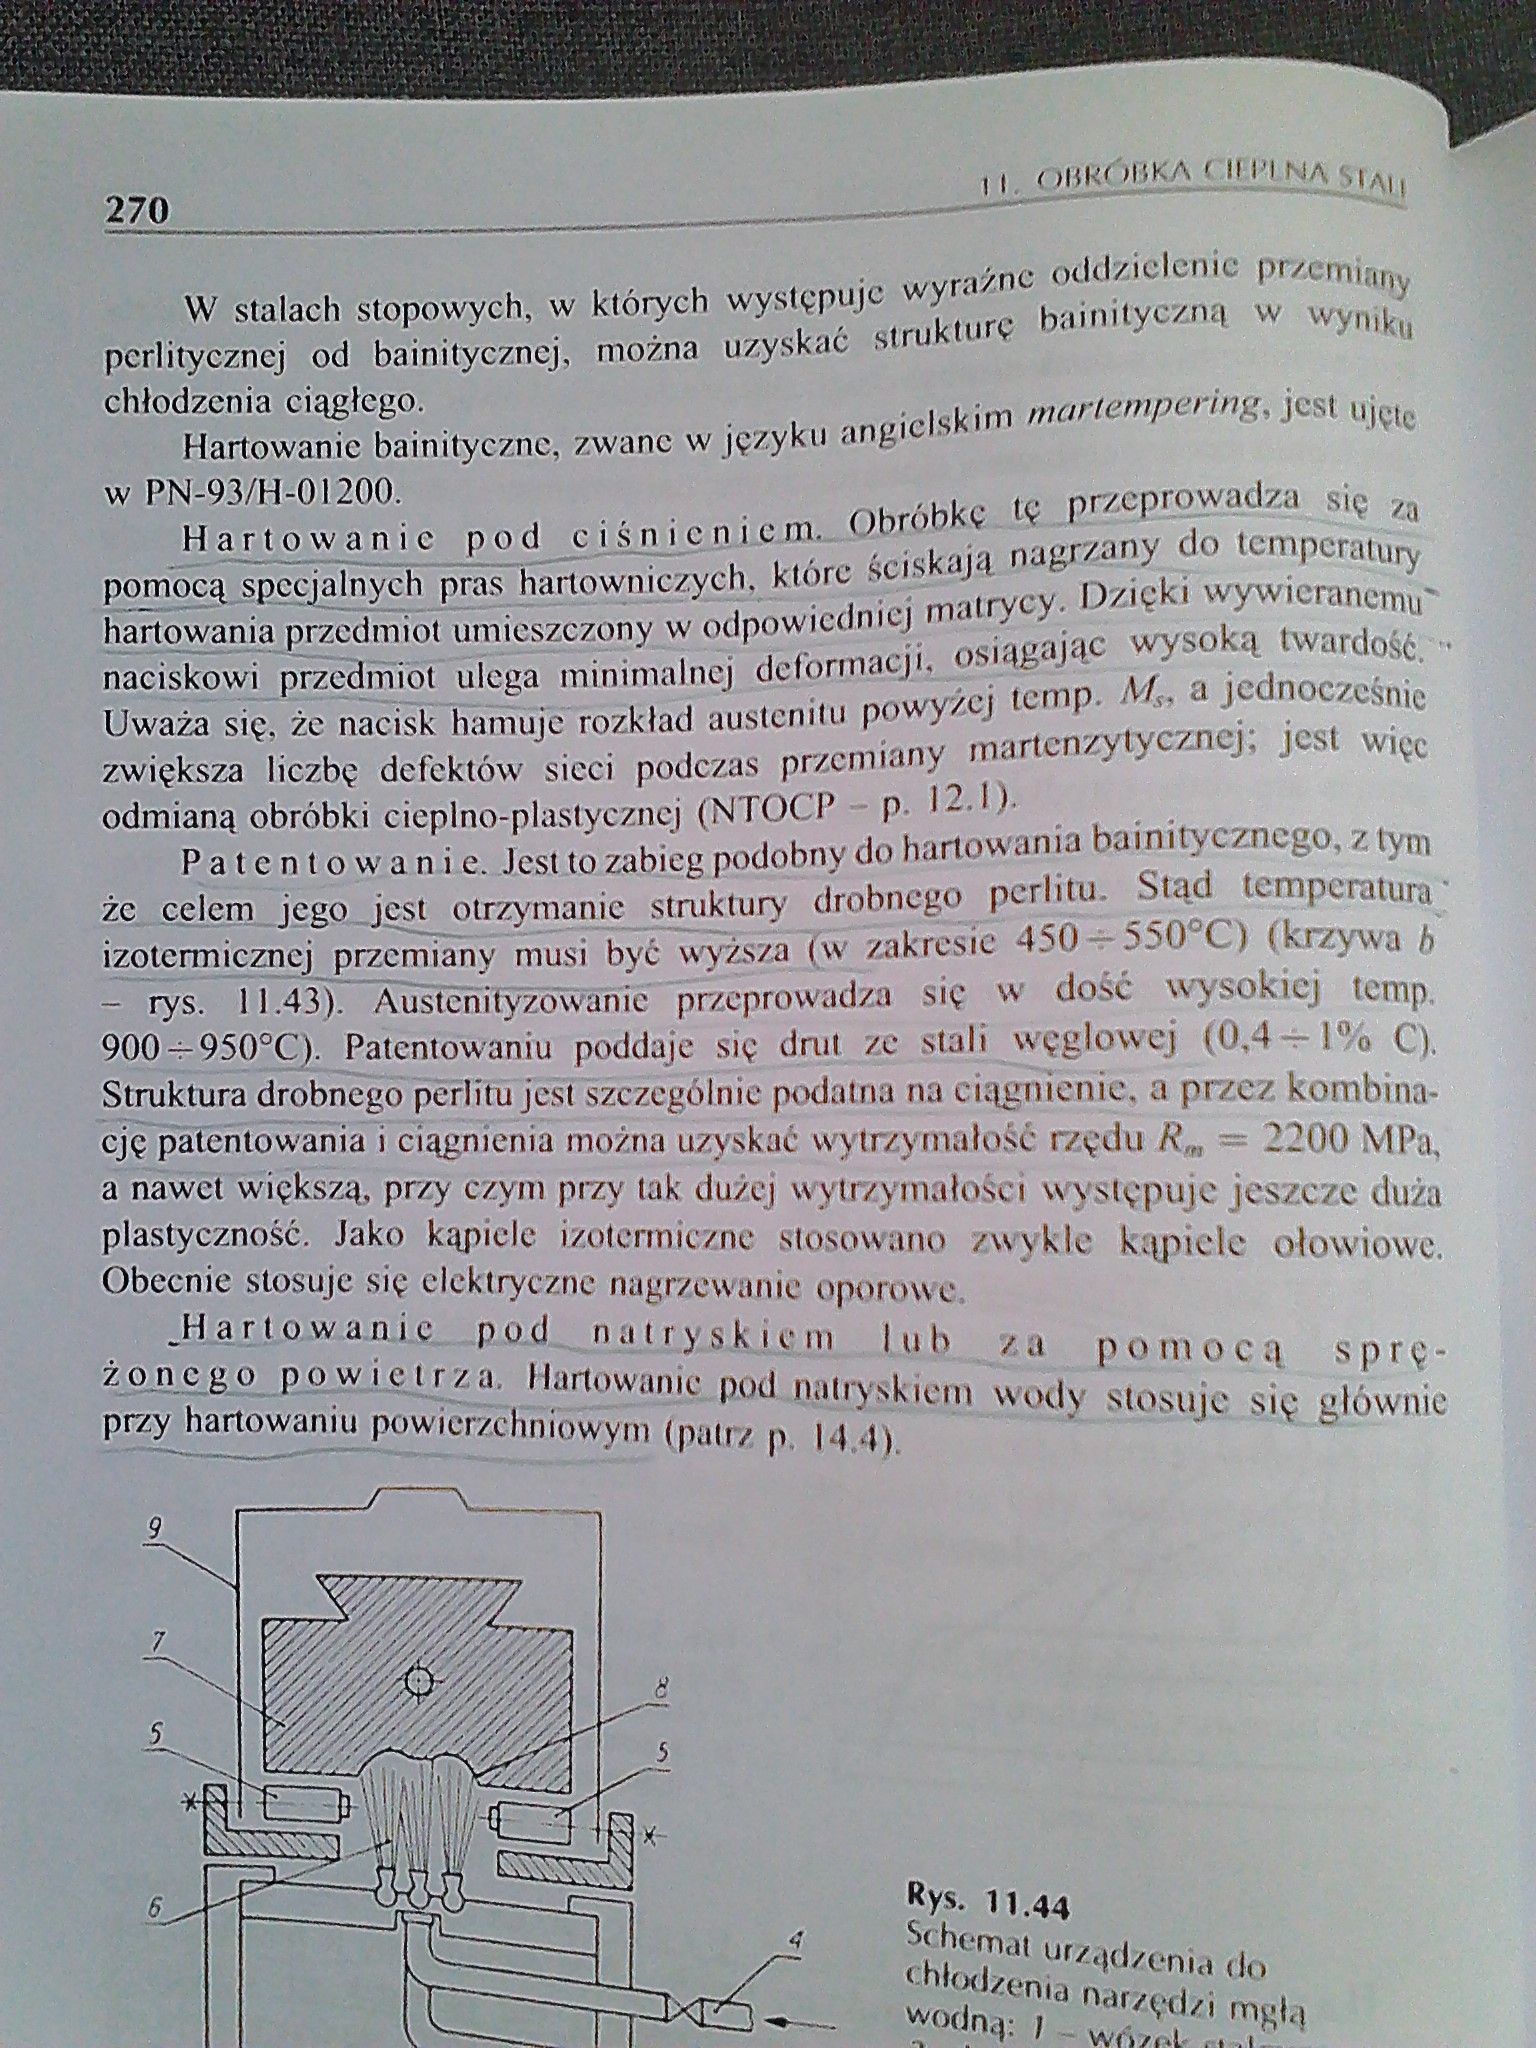 270
11. OBRÓBKA CIEPLNA STALI
W stalach stopowych, w których występuje wyraźne oddzielenie przemiany
perlitycznej od bainitycznej, można uzyskać strukturę bainityczną w wyniku
chłodzenia ciągłego.
Hartowanie bainityczne, zwane w języku angielskim martempering, jest ujęte
w PN-93/H-01200.
Hartowanie pod ciśnieniem. Obróbkę tę przeprowadza się za
pomocą specjalnych pras hartowniczych, które ściskają nagrzany do temperatury
hartowania przedmiot umieszczony w odpowiedniej matrycy. Dzięki wywieranemu
naciskowi przedmiot ulega minimalnej deformacji, osiągając wysoką twardość.
Uważa się, że nacisk hamuje rozkład austenitu powyżej temp. Ms, a jednocześnie
zwiększa liczbę defektów sieci podczas przemiany martenzytycznej; jest więc
odmianą obróbki cieplno-plastycznej (NTOCP – p. 12.1).
Patentowanie. Jest to zabieg podobny do hartowania bainitycznego, z tym
że celem jego jest otrzymanie struktury drobnego perlitu. Stąd temperatura
izotermicznej przemiany musi być wyższa (w zakresie 450÷550°C) (krzywa b
– rys. 11.43). Austenityzowanie przeprowadza się w dość wysokiej temp.
900÷950°C). Patentowaniu poddaje się drut ze stali węglowej (0,4÷1% C).
Struktura drobnego perlitu jest szczególnie podatna na ciągnienie, a przez kombina-
cję patentowania i ciągnienia można uzyskać wytrzymałość rzędu Rm = 2200 MPa,
a nawet większą, przy czym przy tak dużej wytrzymałości występuje jeszcze duża
plastyczność. Jako kąpiele izotermiczne stosowano zwykle kąpiele ołowiowe.
Obecnie stosuje się elektryczne nagrzewanie oporowe.
Hartowanie pod natryskiem lub za pomocą sprę-
żonego powietrza. Hartowanie pod natryskiem wody stosuje się głównie
przy hartowaniu powierzchniowym (patrz p. 14.4).
9
7
8
5
5
6
4
Rys. 11.44
Schemat urządzenia do
chłodzenia narzędzi mgłą
wodną: 1 – wózek